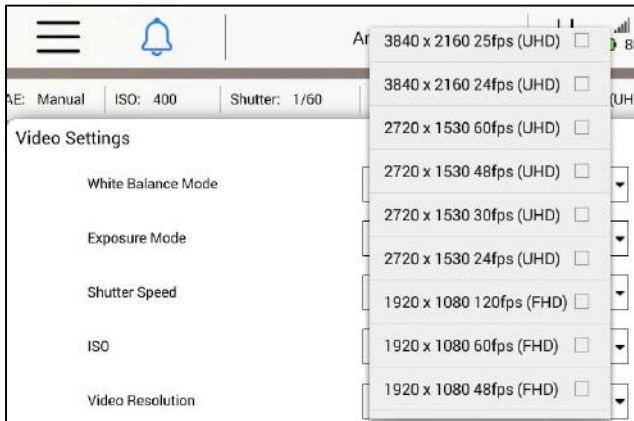 Ar
8
AE: Manual ISO: 400 Shutter: 1/60 (UH
Video Settings
White Balance Mode
Exposure Mode
Shutter Speed
ISO
Video Resolution
3840 x 2160 25fps (UHD)
3840 x 2160 24fps (UHD)
2720 x 1530 60fps (UHD)
2720 x 1530 48fps (UHD)
2720 x 1530 30fps (UHD)
2720 x 1530 24fps (UHD)
1920 x 1080 120fps (FHD)
1920 x 1080 60fps (FHD)
1920 x 1080 48fps (FHD)